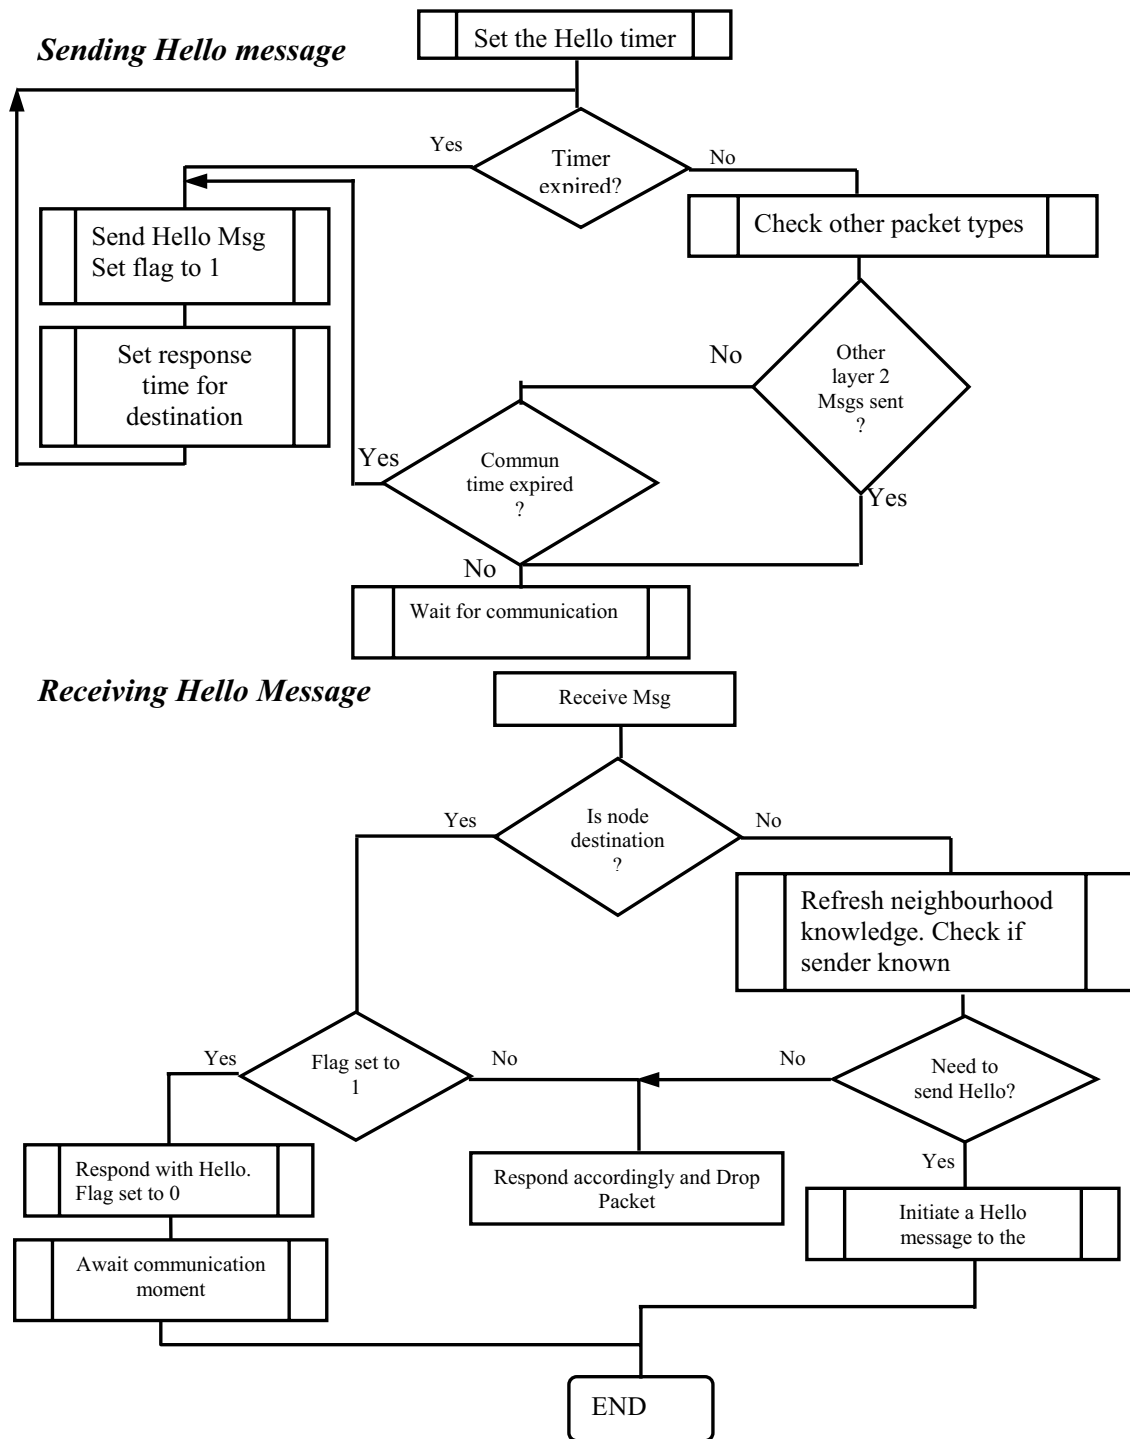 Sending Hello message
Set the Hello timer
Yes
Timer
expired?
No
Send Hello Msg
Set flag to 1
Check other packet types
Set response
time for
destination
No
Other
layer 2
Msgs sent
?
Yes
Commun
time expired
?
Yes
No
Wait for communication
Receiving Hello Message
Receive Msg
Yes
Is node
destination
?
No
Refresh neighbourhood
knowledge. Check if
sender known
Yes
Flag set to
1
No
No
Need to
send Hello?
Respond with Hello.
Flag set to 0
Respond accordingly and Drop
Packet
Yes
Initiate a Hello
message to the
Await communication
moment
END